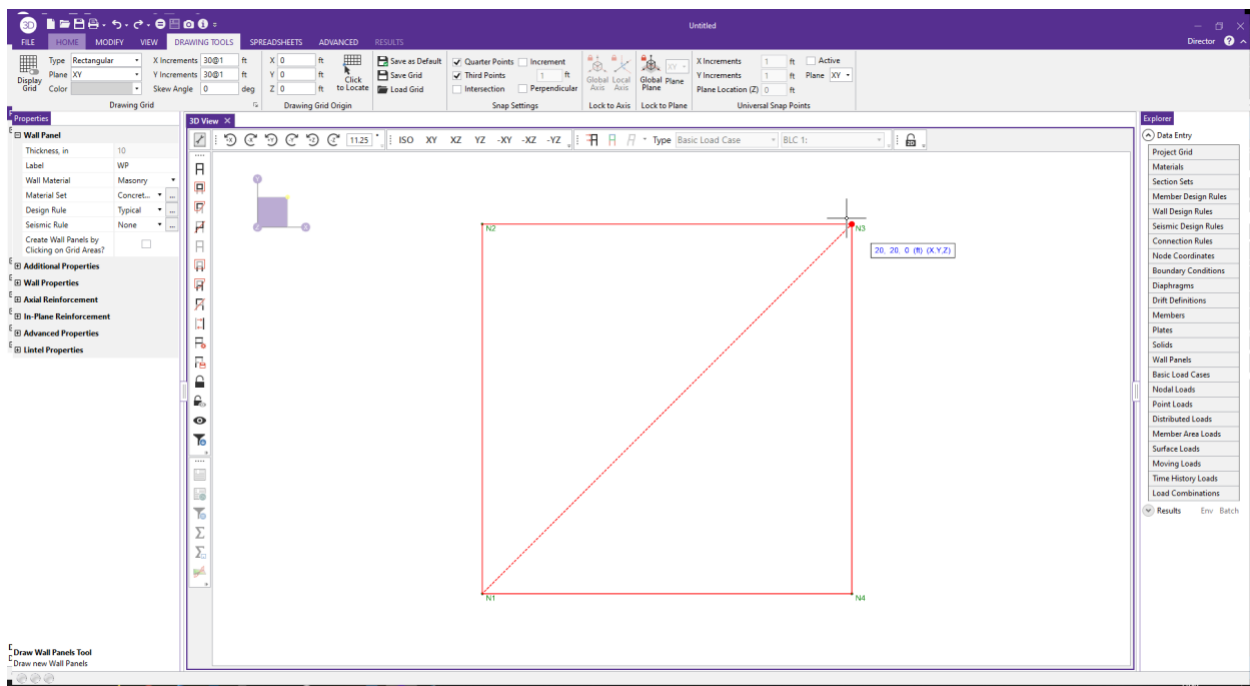 3D
Untitled
FILE HOME MODIFY VIEW DRAWING TOOLS SPREADSHEETS ADVANCED RESULTS Director
Display Grid
Type Rectangular
Plane XY
Color
X Increments 30@1 ft
Y Increments 30@1 ft
Skew Angle 0 deg
Drawing Grid
X 0 ft
Y 0 ft
Z 0 ft
Click to Locate
Drawing Grid Origin
Save as Default
Save Grid
Load Grid
Quarter Points Increment
Third Points 1 ft
Intersection Perpendicular
Snap Settings
Global Axis Local Axis
Lock to Axis
Global Plane Plane XY
Lock to Plane
X Increments 1 ft Active
Y Increments 1 ft Plane XY
Plane Location (Z) 0 ft
Universal Snap Points
Properties
Wall Panel
Thickness, in 10
Label WP
Wall Material Masonry
Material Set Concret... ...
Design Rule Typical ...
Seismic Rule None ...
Create Wall Panels by
Clicking on Grid Areas?
Additional Properties
Wall Properties
Axial Reinforcement
In-Plane Reinforcement
Advanced Properties
Lintel Properties
Draw Wall Panels Tool
Draw new Wall Panels
3D View
11.25 ° ISO XY XZ YZ -XY -XZ -YZ Type Basic Load Case BLC 1:
N2
N3
20, 20, 0 (ft) (X,Y,Z)
N1
N4
Explorer
Data Entry
Project Grid
Materials
Section Sets
Member Design Rules
Wall Design Rules
Seismic Design Rules
Connection Rules
Node Coordinates
Boundary Conditions
Diaphragms
Drift Definitions
Members
Plates
Solids
Wall Panels
Basic Load Cases
Nodal Loads
Point Loads
Distributed Loads
Member Area Loads
Surface Loads
Moving Loads
Time History Loads
Load Combinations
Results Env Batch